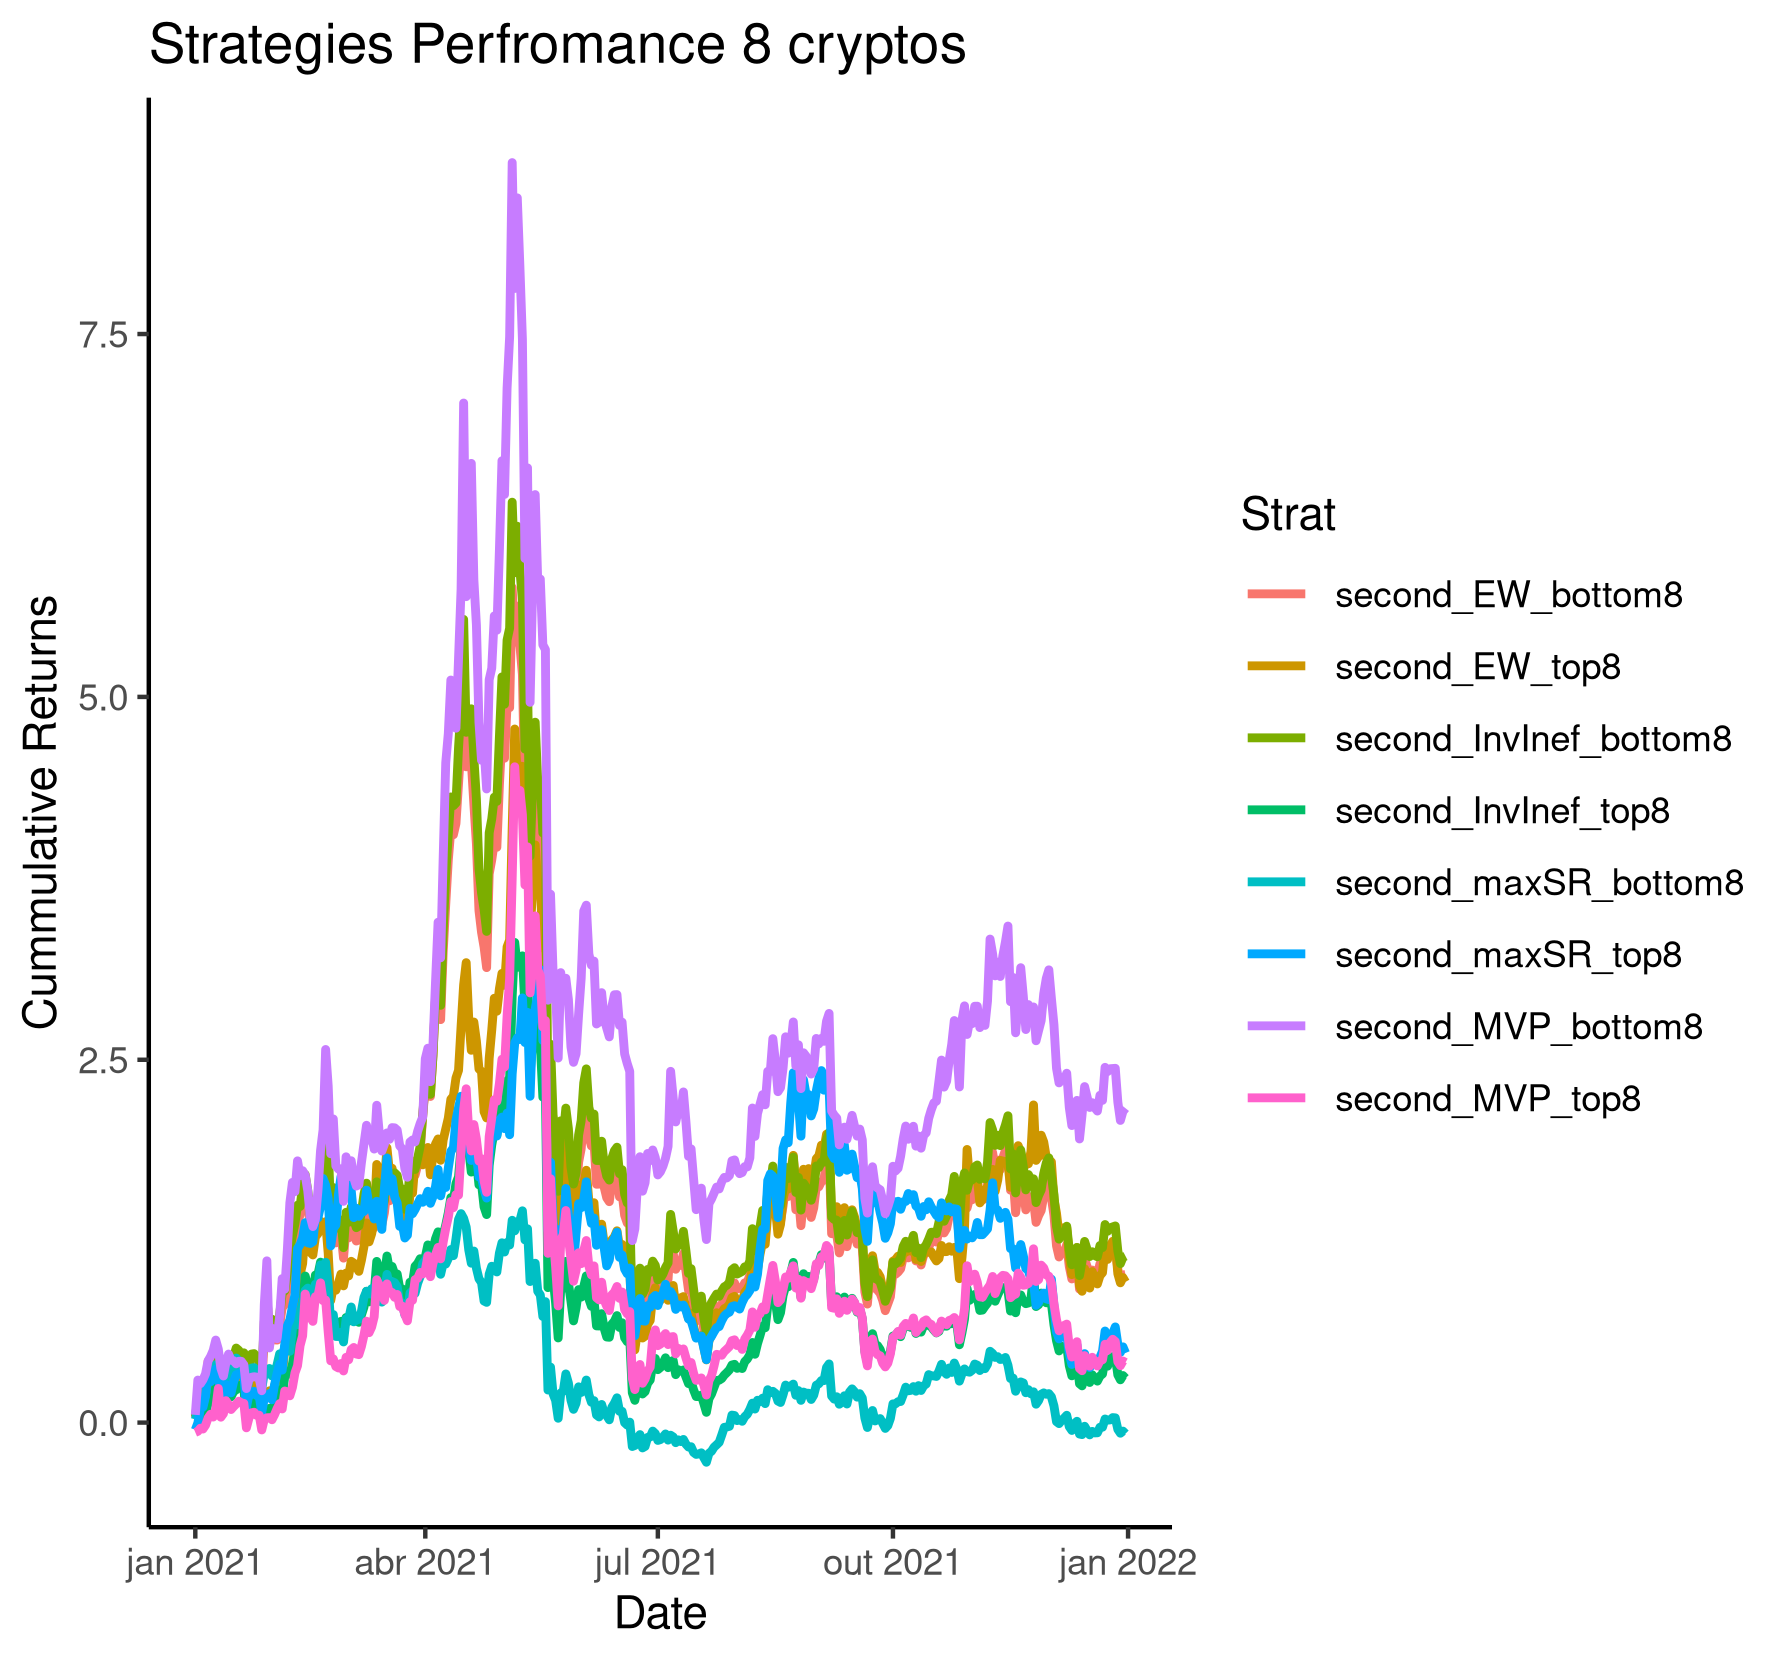 Strategies Perfromance 8 cryptos
Cummulative Returns
7.5
5.0
2.5
0.0
jan 2021
abr 2021
jul 2021
out 2021
jan 2022
Date
Strat
second_EW_bottom8
second_EW_top8
second_InvInef_bottom8
second_InvInef_top8
second_maxSR_bottom8
second_maxSR_top8
second_MVP_bottom8
second_MVP_top8